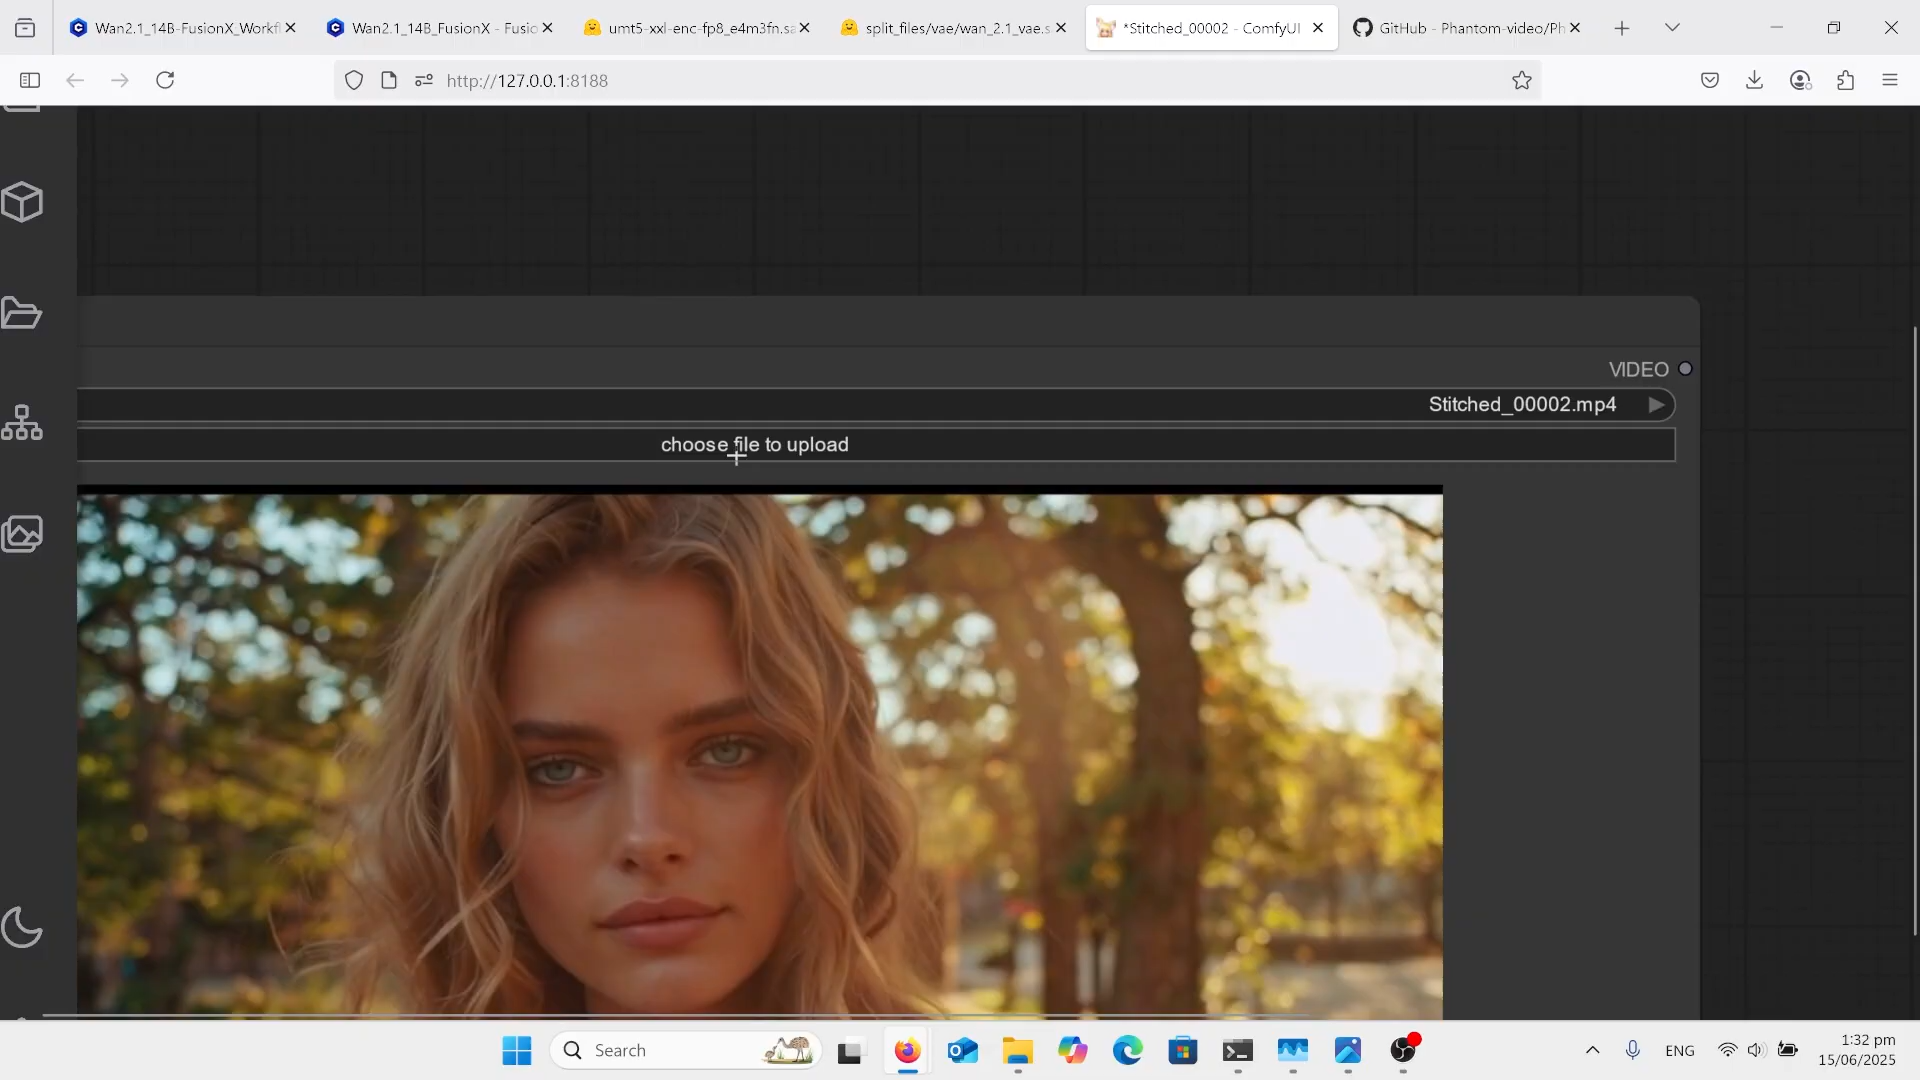 Wan2.1_14B-FusionX_Workfl
Wan2.1_14B_FusionX - Fusio
umt5-xxl-enc-fp8_e4m3fn.sa
split_files/vae/wan_2.1_vae.s
*Stitched_00002 - ComfyUI
GitHub - Phantom-video/Ph
http://127.0.0.1:8188
VIDEO
Stitched_00002.mp4
choose file to upload
Search
ENG
1:32 pm
15/06/2025